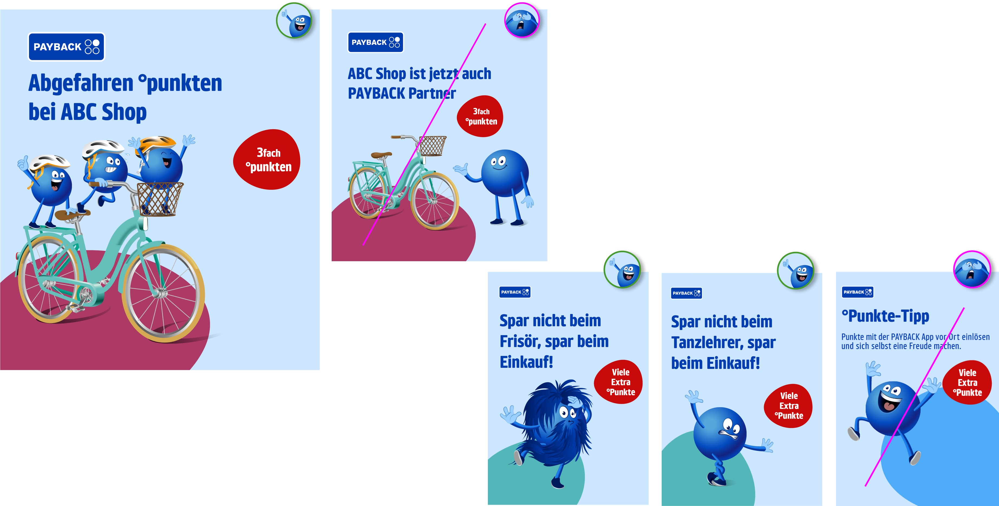 PAYBACK
Abgefahren °punkten
bei ABC Shop
3fach
°punkten
PAYBACK
ABC Shop ist jetzt auch
PAYBACK Partner
3fach
°punkten
PAYBACK
Spar nicht beim
Frisör, spar beim
Einkauf!
Viele
Extra
°Punkte
PAYBACK
Spar nicht beim
Tanzlehrer, spar
beim Einkauf!
Viele
Extra
°Punkte
PAYBACK
°Punkte-Tipp
Punkte mit der PAYBACK App vor Ort einlösen
und sich selbst eine Freude machen.
Viele
Extra
°Punkte